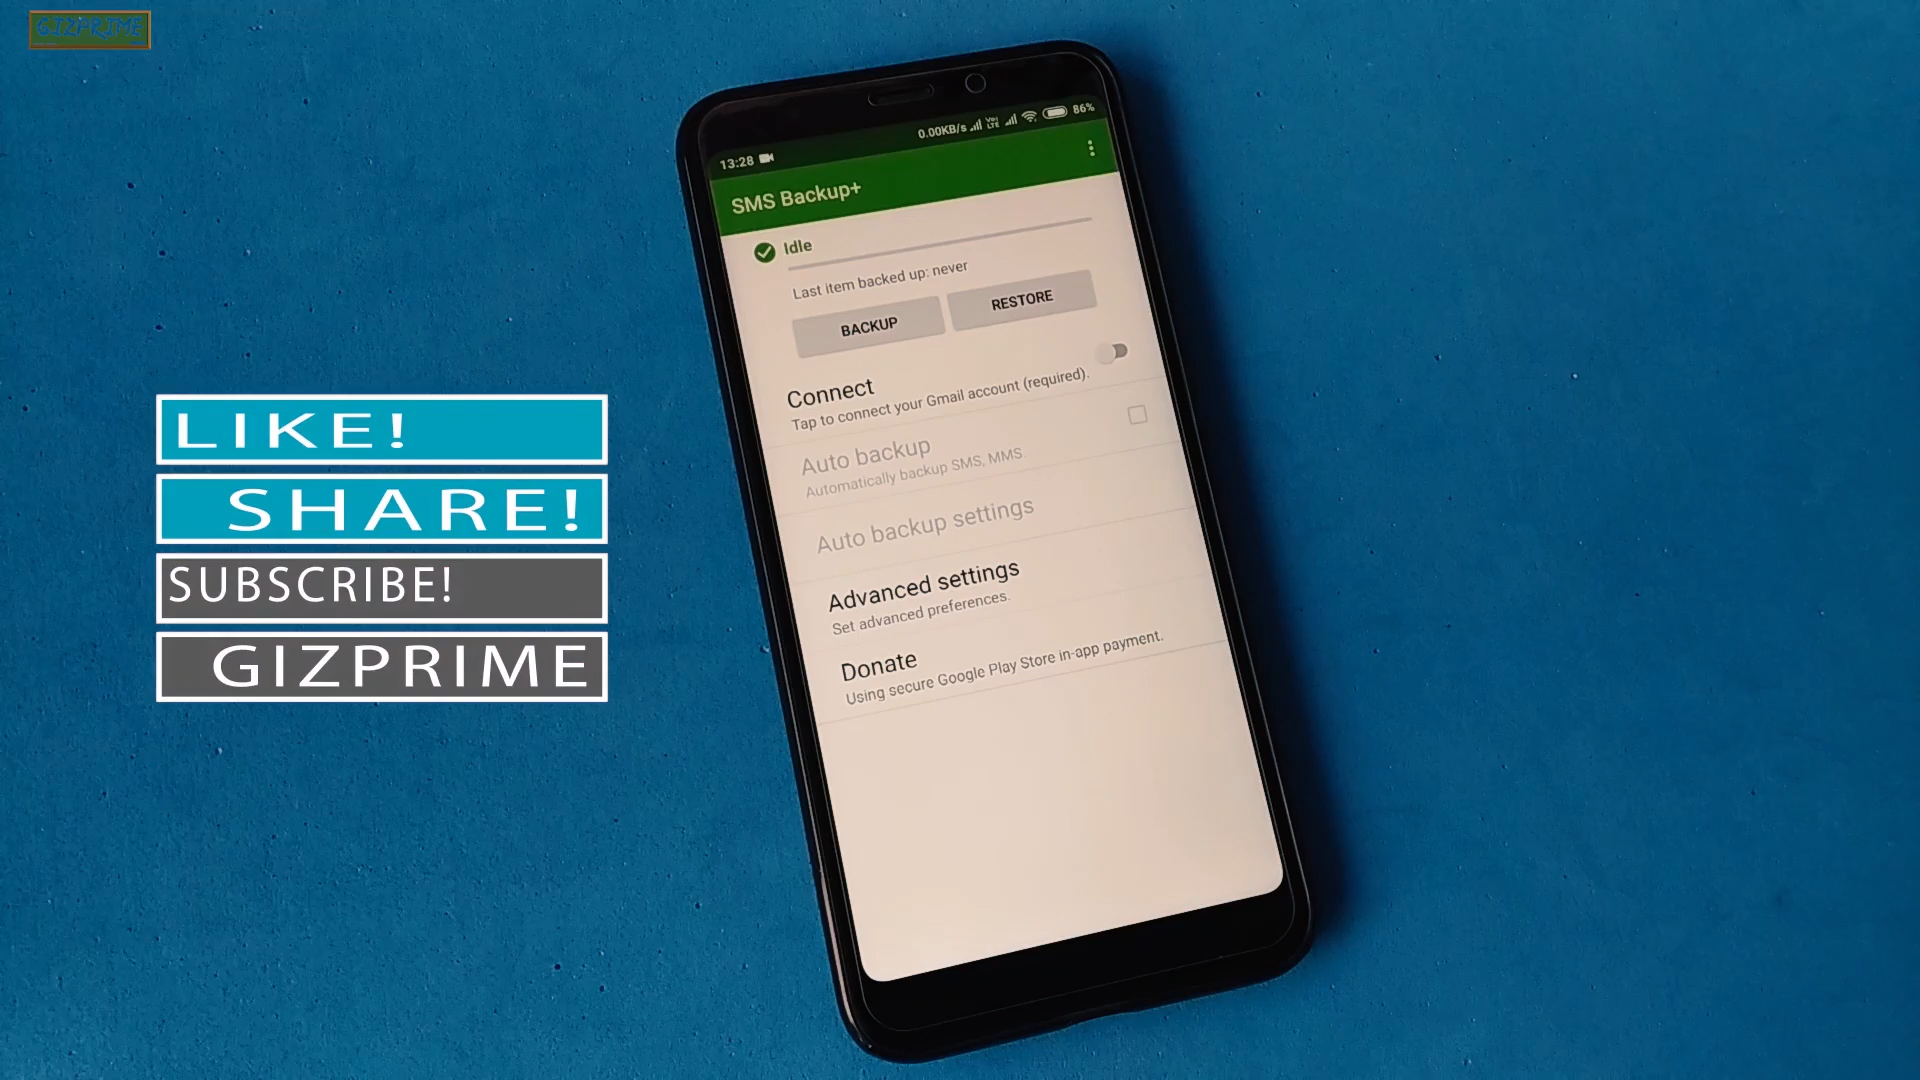 GIZPRIME
13:28
0.00KB/s Vo) LTE 86%
SMS Backup+
Idle
Last item backed up: never
BACKUP
RESTORE
Connect
Tap to connect your Gmail account (required).
Auto backup
Automatically backup SMS, MMS.
Auto backup settings
Advanced settings
Set advanced preferences.
Donate
Using secure Google Play Store in-app payment.
LIKE!
SHARE!
SUBSCRIBE!
GIZPRIME